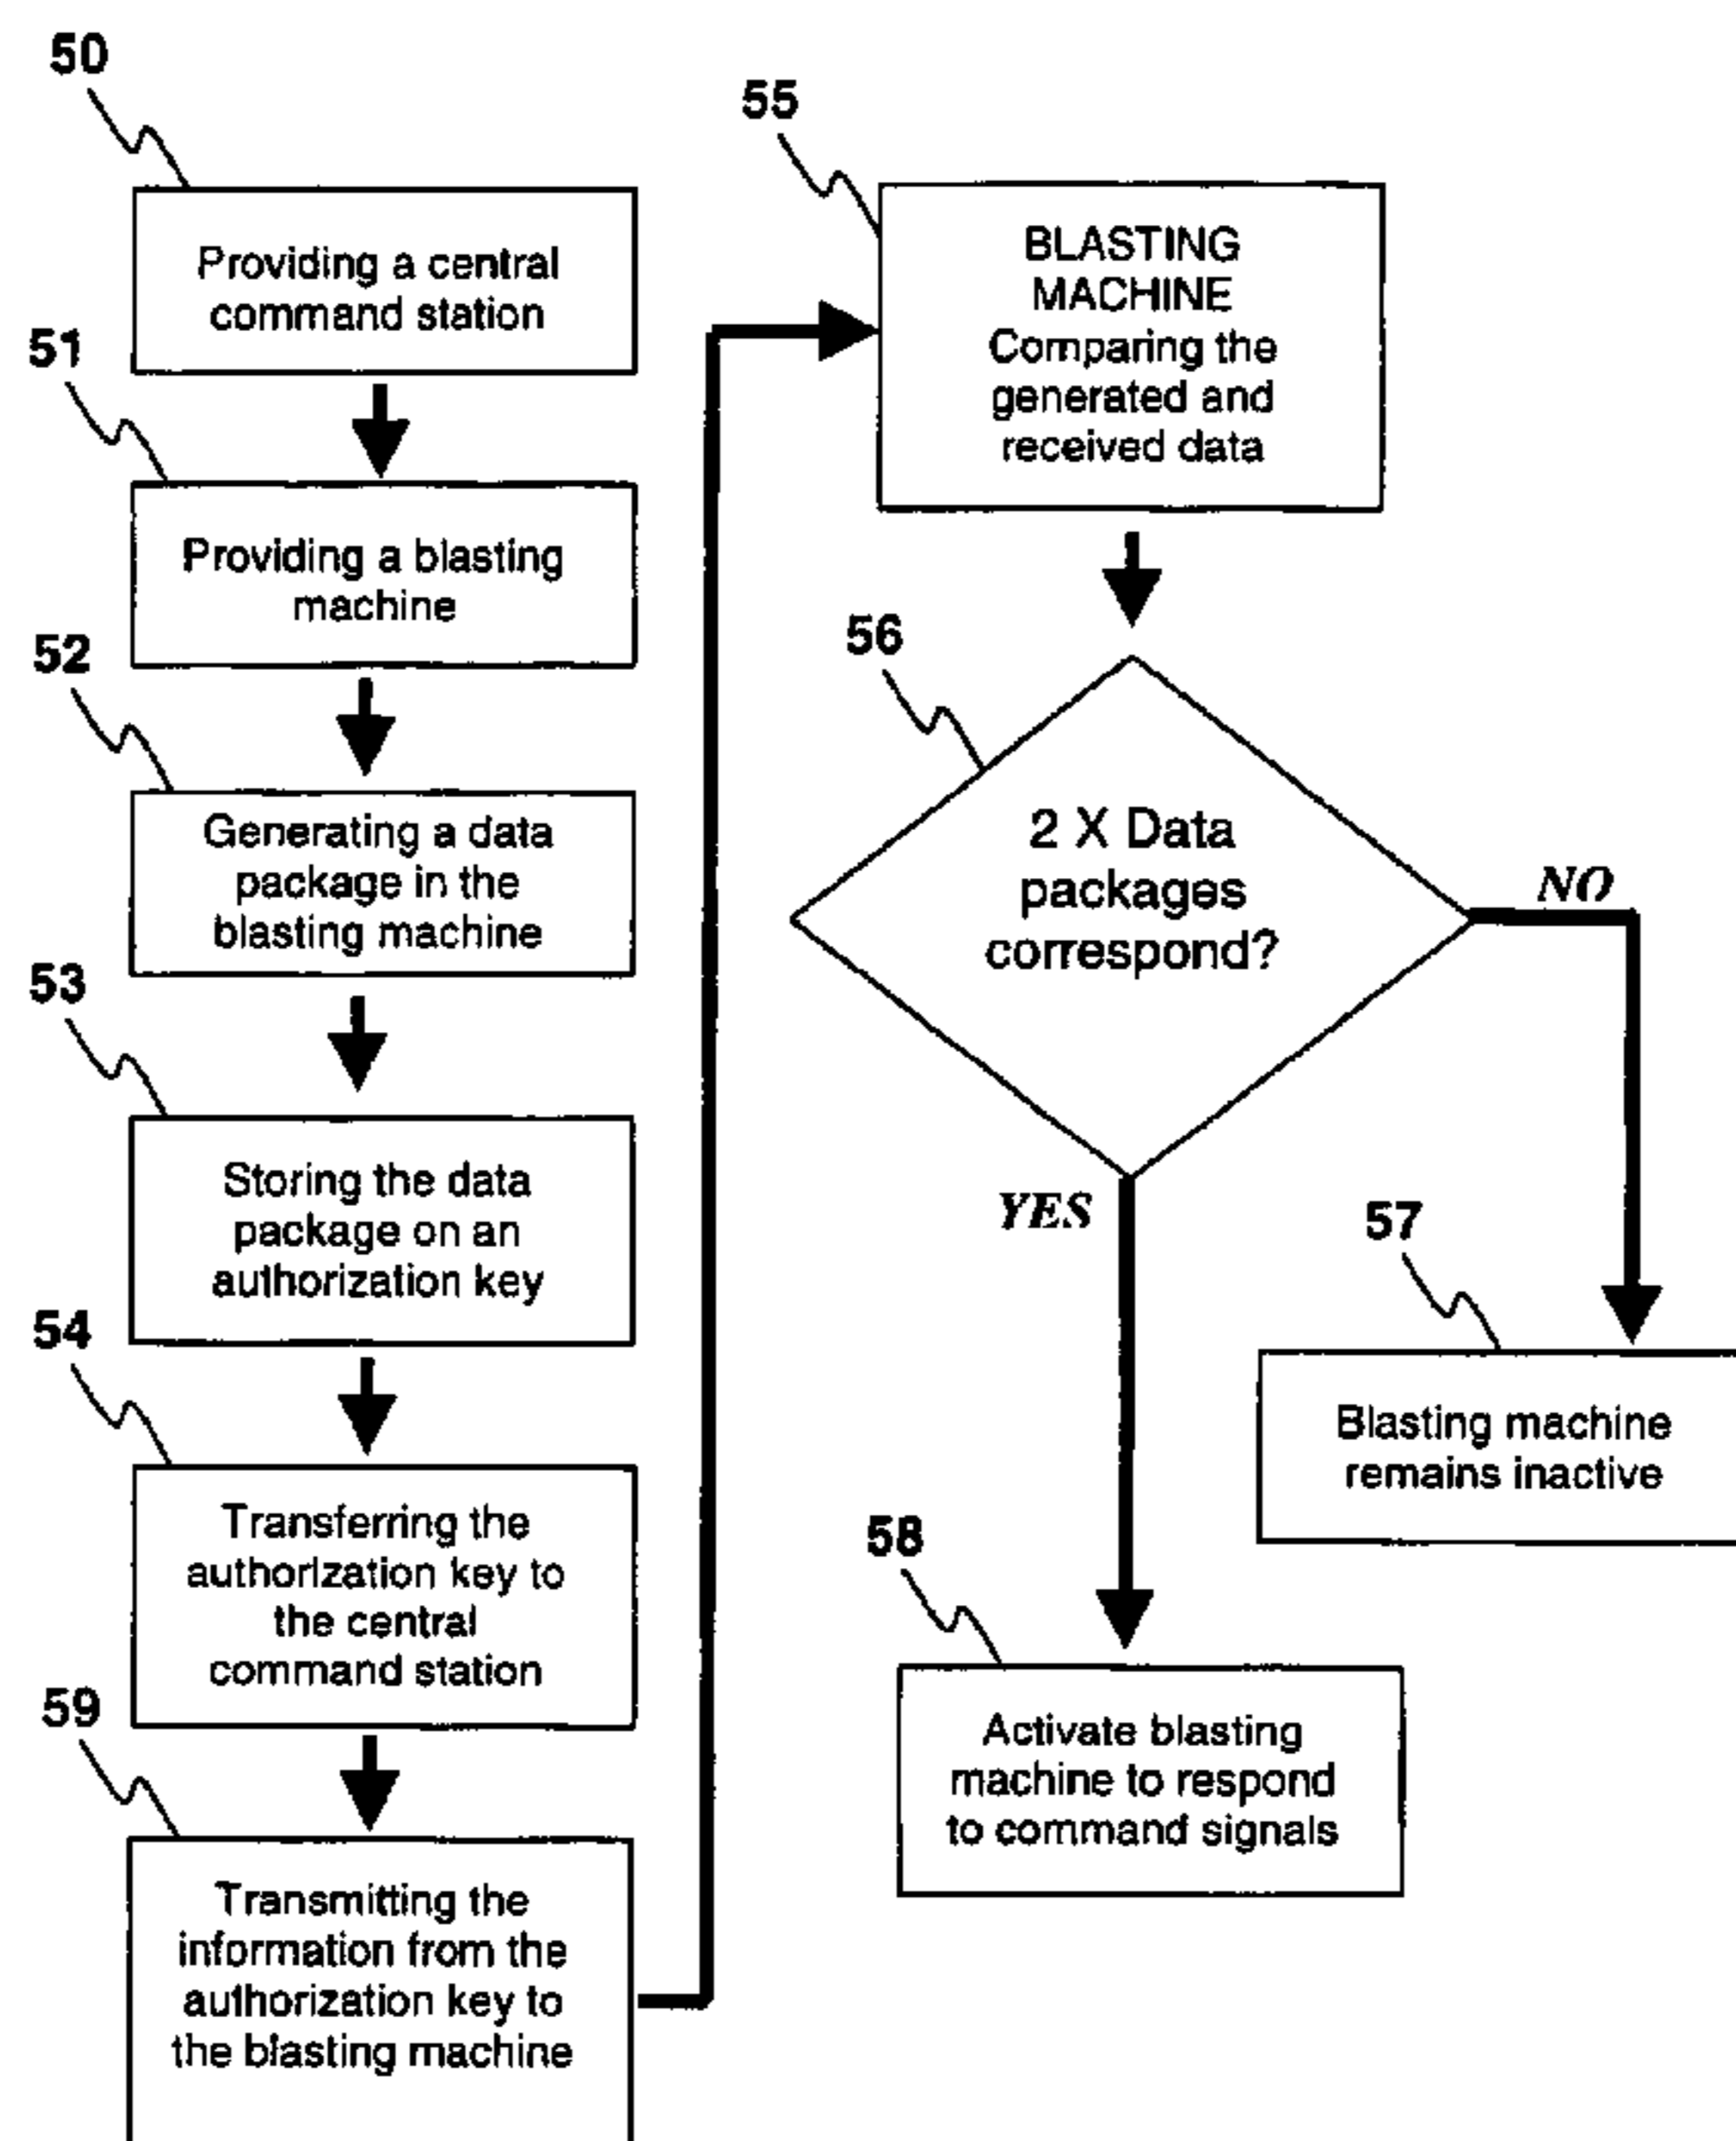 50
Providing a central
command station
51
Providing a blasting
machine
52
Generating a data
package in the
blasting machine
53
Storing the data
package on an
authorization key
54
Transferring the
authorization key to
the central
command station
59
Transmitting the
information from the
authorization key to
the blasting machine
55
BLASTING
MACHINE
Comparing the
generated and
received data
56
2 X Data
packages
correspond?
NO
YES
57
Blasting machine
remains inactive
58
Activate blasting
machine to respond
to command signals